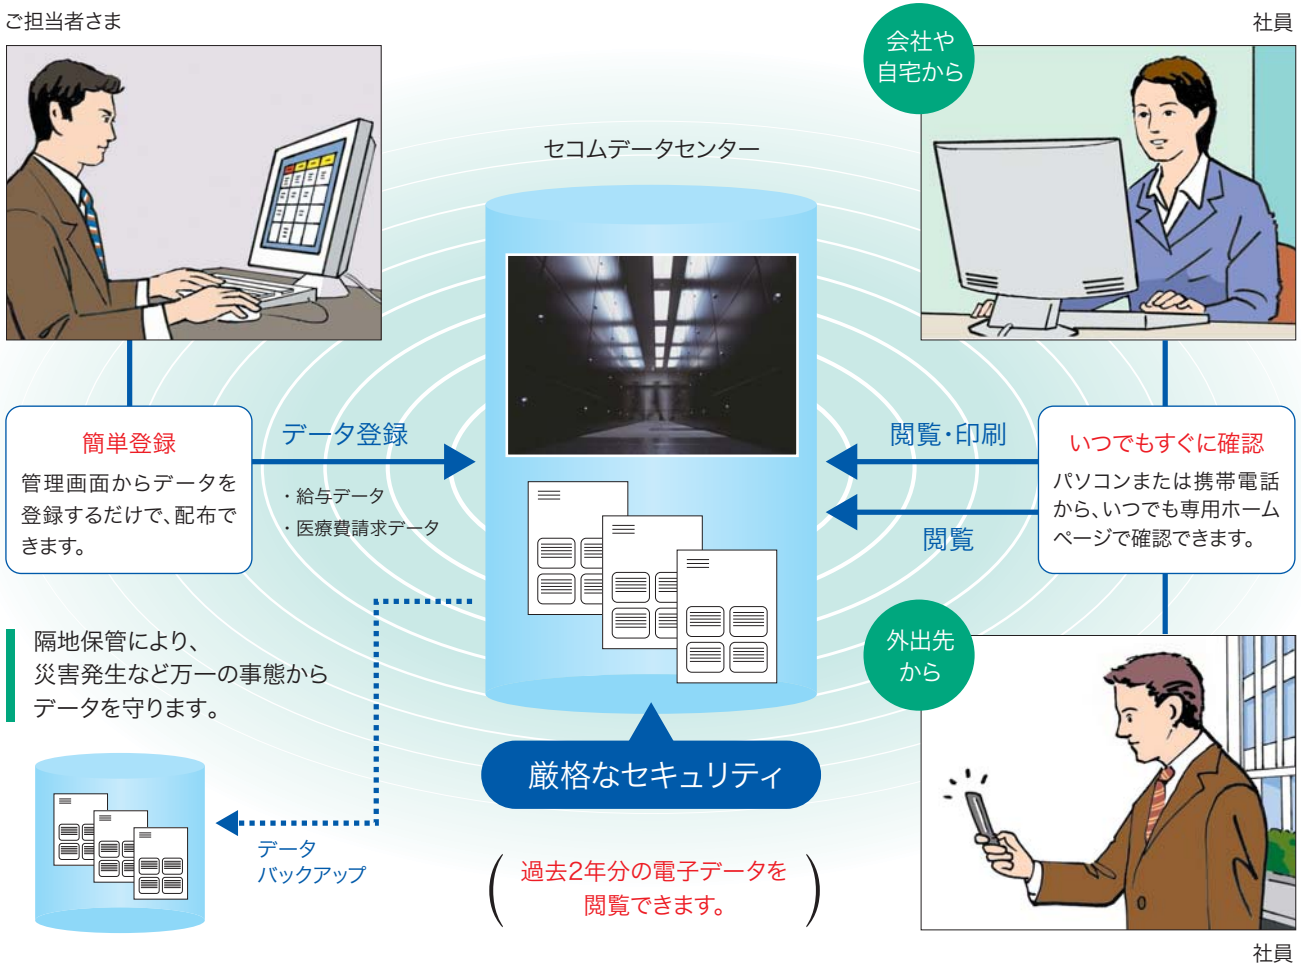 ご担当者さま
社員
会社や
自宅から
セコムデータセンター
簡単登録
管理画面からデータを
登録するだけで、配布で
きます。
データ登録
・給与データ
・医療費請求データ
閲覧・印刷
閲覧
いつでもすぐに確認
パソコンまたは携帯電話
から、いつでも専用ホーム
ページで確認できます。
隔地保管により、
災害発生など万一の事態から
データを守ります。
外出先
から
厳格なセキュリティ
データ
バックアップ
過去2年分の電子データを
閲覧できます。
社員